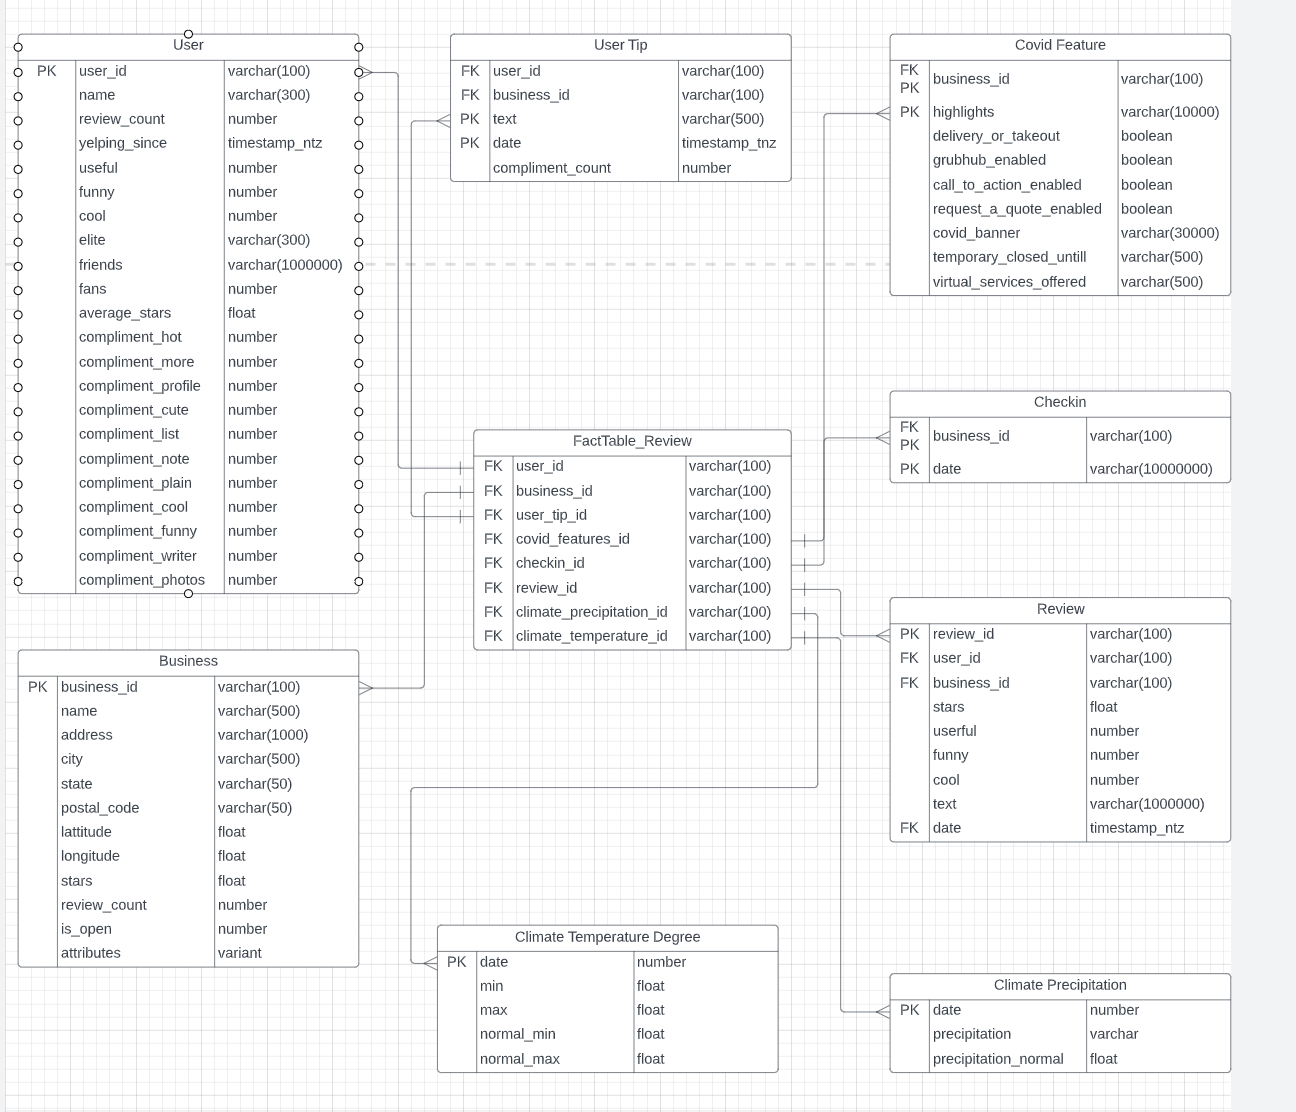 User
PK user_id varchar(100)
name varchar(300)
review_count number
yelping_since timestamp_ntz
useful number
funny number
cool number
elite varchar(300)
friends varchar(1000000)
fans number
average_stars float
compliment_hot number
compliment_more number
compliment_profile number
compliment_cute number
compliment_list number
compliment_note number
compliment_plain number
compliment_cool number
compliment_funny number
compliment_writer number
compliment_photos number
User Tip
FK user_id varchar(100)
FK business_id varchar(100)
PK text varchar(500)
PK date timestamp_tnz
compliment_count number
Covid Feature
FK
PK business_id varchar(100)
PK highlights varchar(10000)
delivery_or_takeout boolean
grubhub_enabled boolean
call_to_action_enabled boolean
request_a_quote_enabled boolean
covid_banner varchar(30000)
temporary_closed_untill varchar(500)
virtual_services_offered varchar(500)
Checkin
FK
PK business_id varchar(100)
PK date varchar(10000000)
FactTable_Review
FK user_id varchar(100)
FK business_id varchar(100)
FK user_tip_id varchar(100)
FK covid_features_id varchar(100)
FK checkin_id varchar(100)
FK review_id varchar(100)
FK climate_precipitation_id varchar(100)
FK climate_temperature_id varchar(100)
Review
PK review_id varchar(100)
FK user_id varchar(100)
FK business_id varchar(100)
stars float
userful number
funny number
cool number
text varchar(1000000)
FK date timestamp_ntz
Business
PK business_id varchar(100)
name varchar(500)
address varchar(1000)
city varchar(500)
state varchar(50)
postal_code varchar(50)
lattitude float
longitude float
stars float
review_count number
is_open number
attributes variant
Climate Temperature Degree
PK date number
min float
max float
normal_min float
normal_max float
Climate Precipitation
PK date number
precipitation varchar
precipitation_normal float